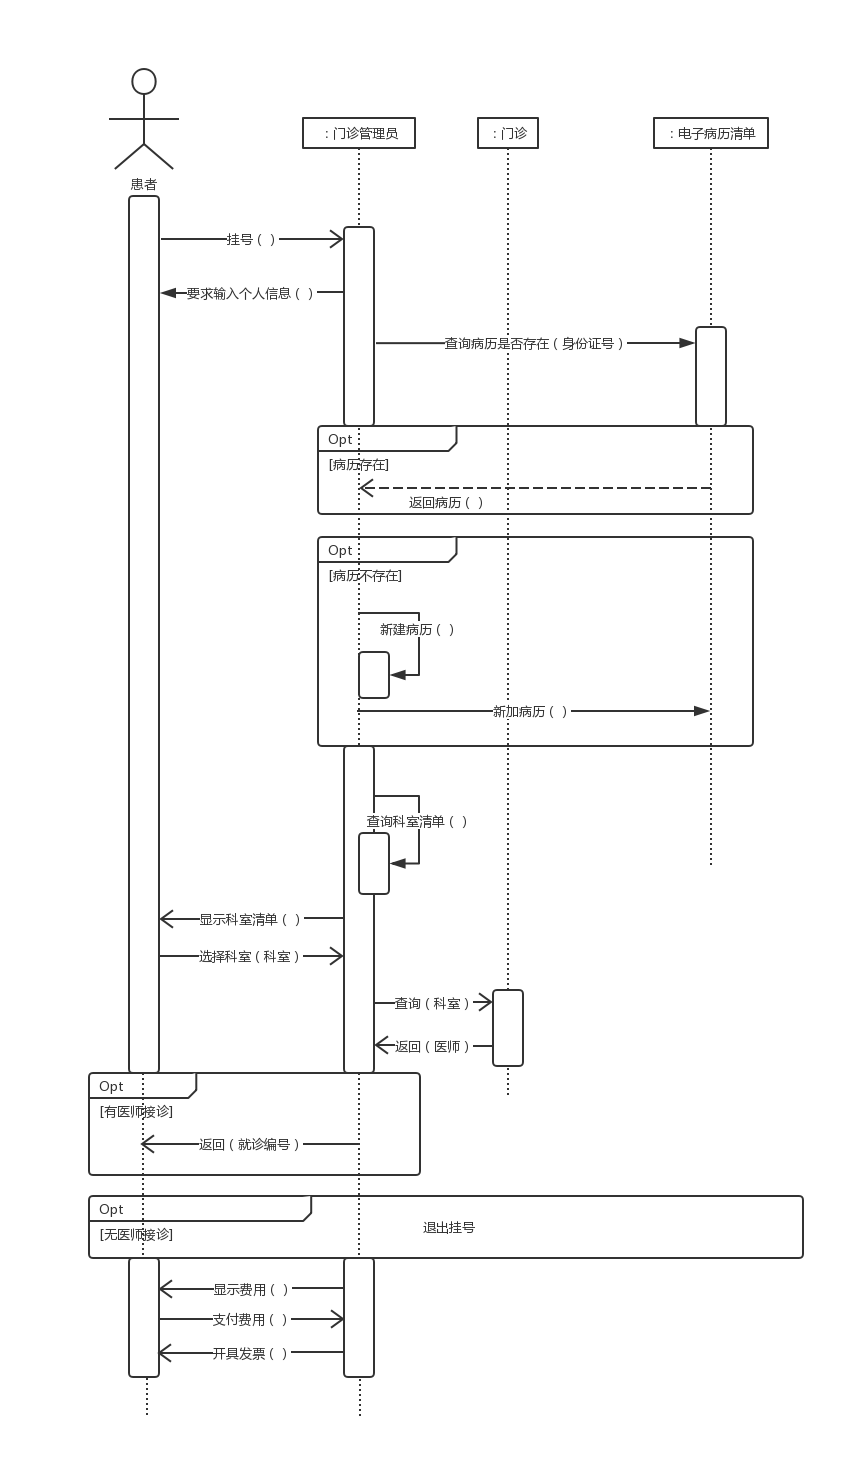 ：门诊管理员
：门诊
：电子病历清单
患者
挂号（ ）
要求输入个人信息（ ）
查询病历是否存在（身份证号）
Opt
[病历存在]
返回病历（ ）
Opt
[病历不存在]
新建病历（ ）
新加病历（ ）
查询科室清单（ ）
显示科室清单（ ）
选择科室（科室）
查询（科室）
返回（医师）
Opt
[有医师接诊]
返回（就诊编号）
Opt
退出挂号
[无医师接诊]
显示费用（ ）
支付费用（ ）
开具发票（ ）